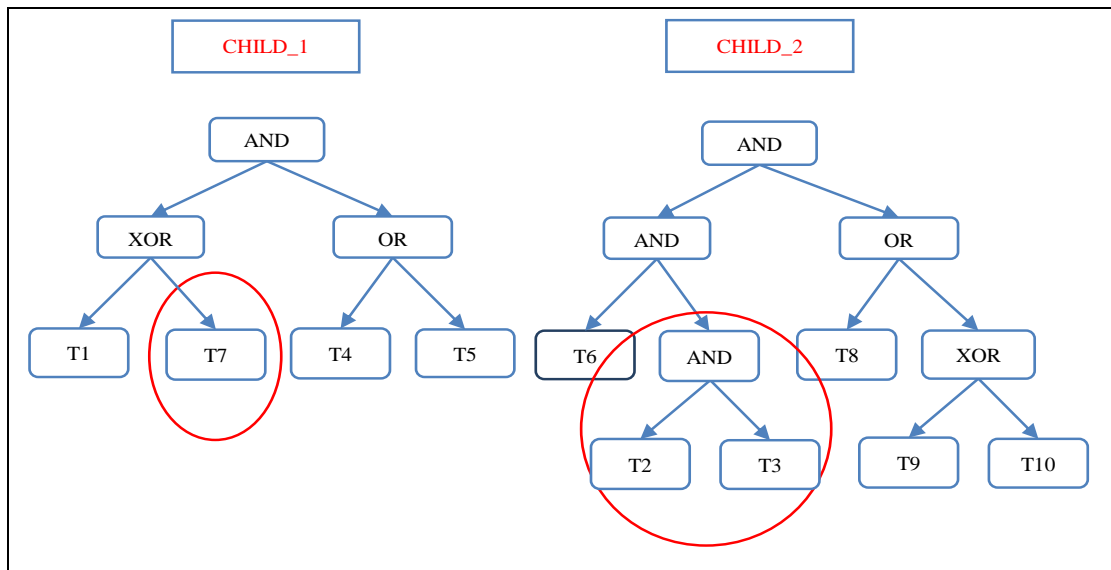 CHILD_1
CHILD_2
AND
AND
XOR
OR
AND
OR
T1
T7
T4
T5
T6
AND
T8
XOR
T2
T3
T9
T10